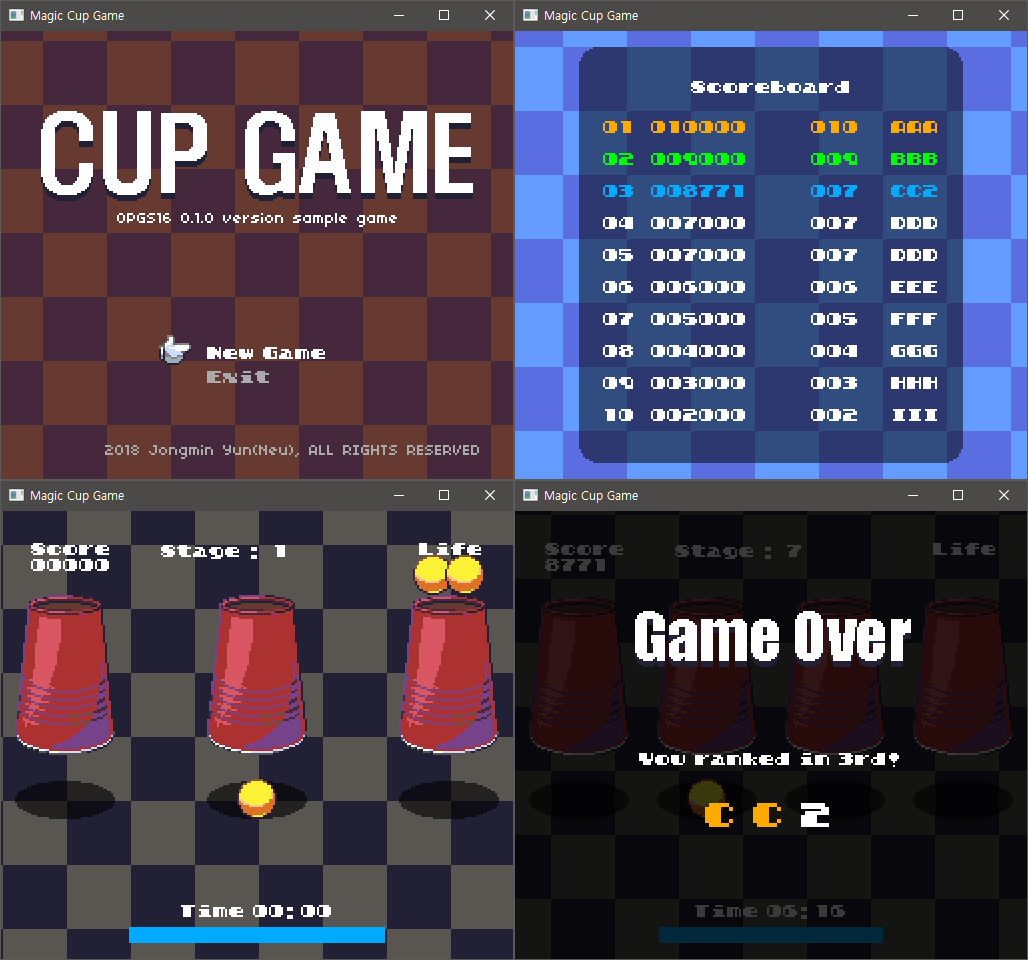 Magic Cup Game
CUP GAME
OPGS16 0.1.0 version sample game
New Game
Exit
2018 Jongmin Yun(Neu), ALL RIGHTS RESERVED
Magic Cup Game
Scoreboard
01 010000 010 AAA
02 009000 009 BBB
03 008771 007 CC2
04 007000 007 DDD
05 007000 007 DDD
06 006000 006 EEE
07 005000 005 FFF
08 004000 004 GGG
09 003000 003 HHH
10 002000 002 III
Magic Cup Game
Score Stage : 1 Life
00000
Time 00:00
Magic Cup Game
Score Stage : 7 Life
8771
Game Over
You ranked in 3rd!
C C 2
Time 06:16